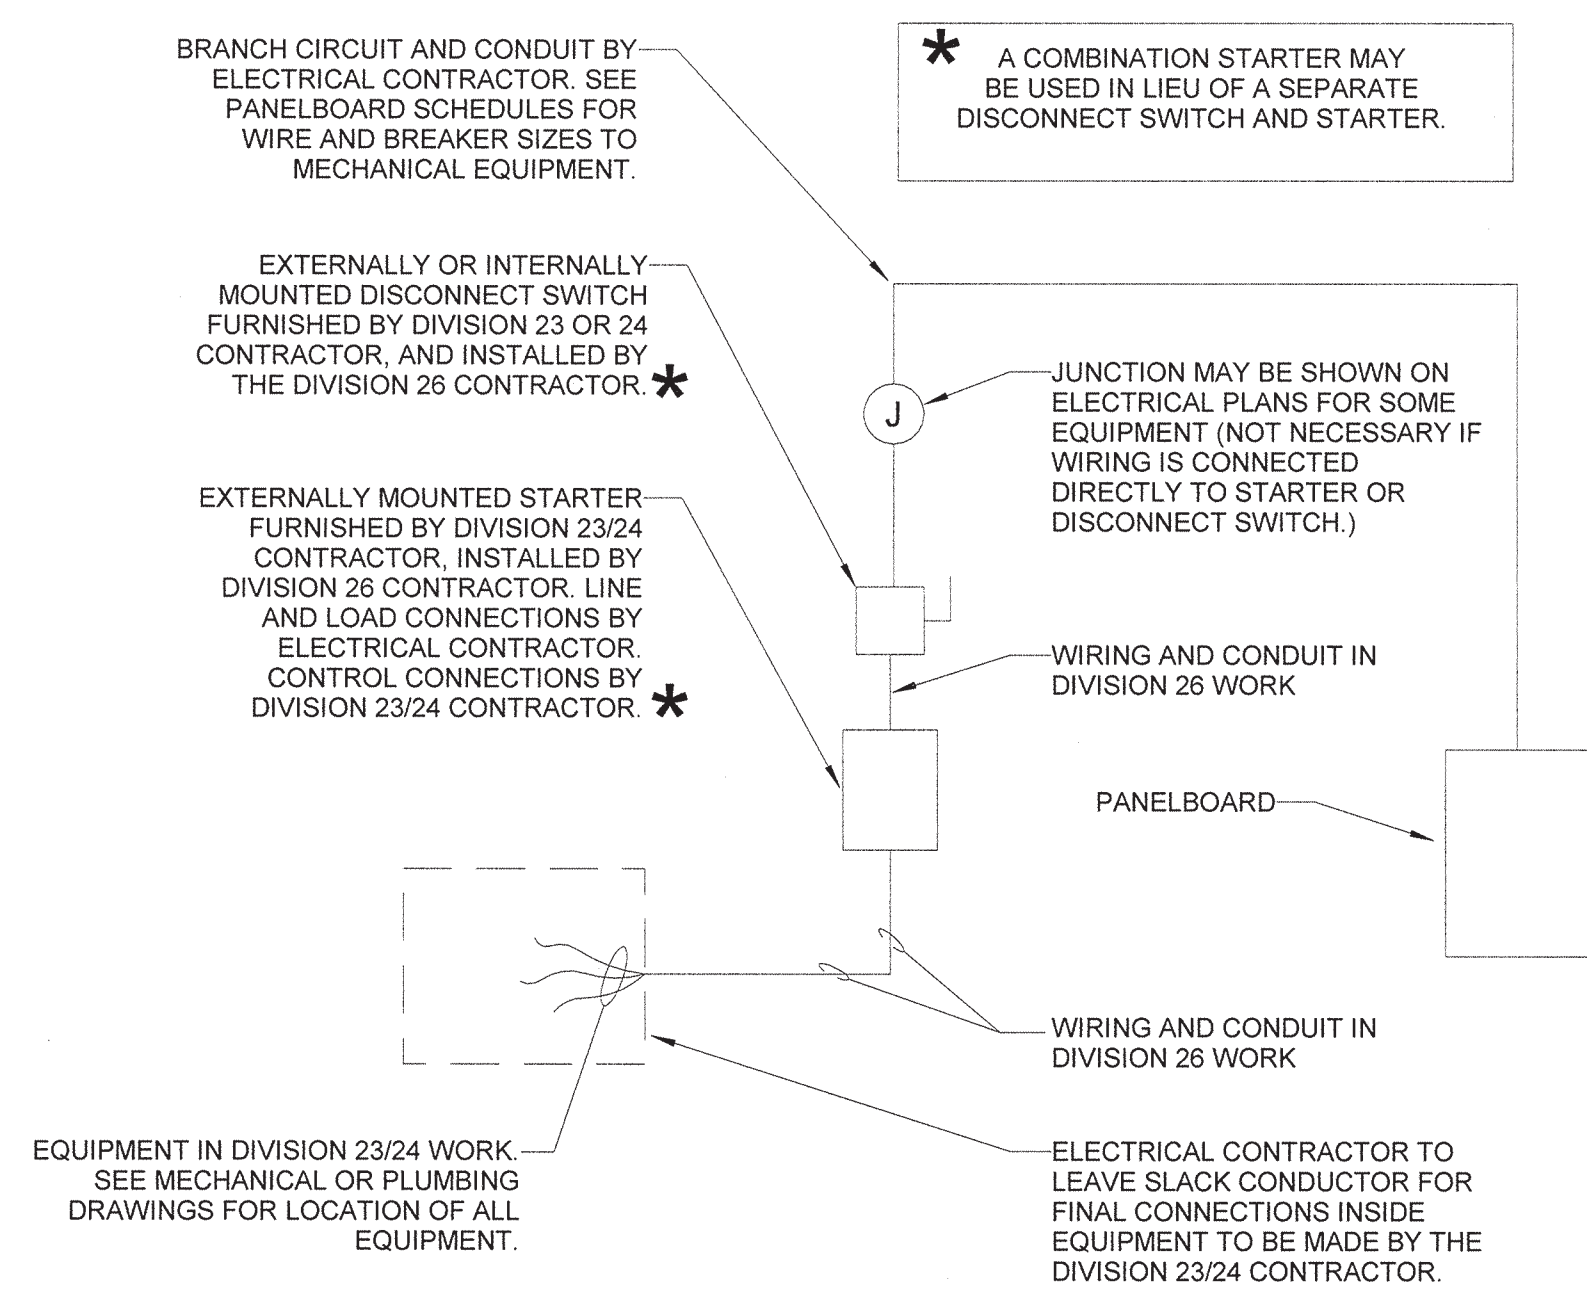 BRANCH CIRCUIT AND CONDUIT BY
ELECTRICAL CONTRACTOR. SEE
PANELBOARD SCHEDULES FOR
WIRE AND BREAKER SIZES TO
MECHANICAL EQUIPMENT.
* A COMBINATION STARTER MAY
BE USED IN LIEU OF A SEPARATE
DISCONNECT SWITCH AND STARTER.
EXTERNALLY OR INTERNALLY
MOUNTED DISCONNECT SWITCH
FURNISHED BY DIVISION 23 OR 24
CONTRACTOR, AND INSTALLED BY
THE DIVISION 26 CONTRACTOR. *
J
JUNCTION MAY BE SHOWN ON
ELECTRICAL PLANS FOR SOME
EQUIPMENT (NOT NECESSARY IF
WIRING IS CONNECTED
DIRECTLY TO STARTER OR
DISCONNECT SWITCH.)
EXTERNALLY MOUNTED STARTER
FURNISHED BY DIVISION 23/24
CONTRACTOR, INSTALLED BY
DIVISION 26 CONTRACTOR. LINE
AND LOAD CONNECTIONS BY
ELECTRICAL CONTRACTOR.
CONTROL CONNECTIONS BY
DIVISION 23/24 CONTRACTOR. *
WIRING AND CONDUIT IN
DIVISION 26 WORK
PANELBOARD
WIRING AND CONDUIT IN
DIVISION 26 WORK
EQUIPMENT IN DIVISION 23/24 WORK.
SEE MECHANICAL OR PLUMBING
DRAWINGS FOR LOCATION OF ALL
EQUIPMENT.
ELECTRICAL CONTRACTOR TO
LEAVE SLACK CONDUCTOR FOR
FINAL CONNECTIONS INSIDE
EQUIPMENT TO BE MADE BY THE
DIVISION 23/24 CONTRACTOR.